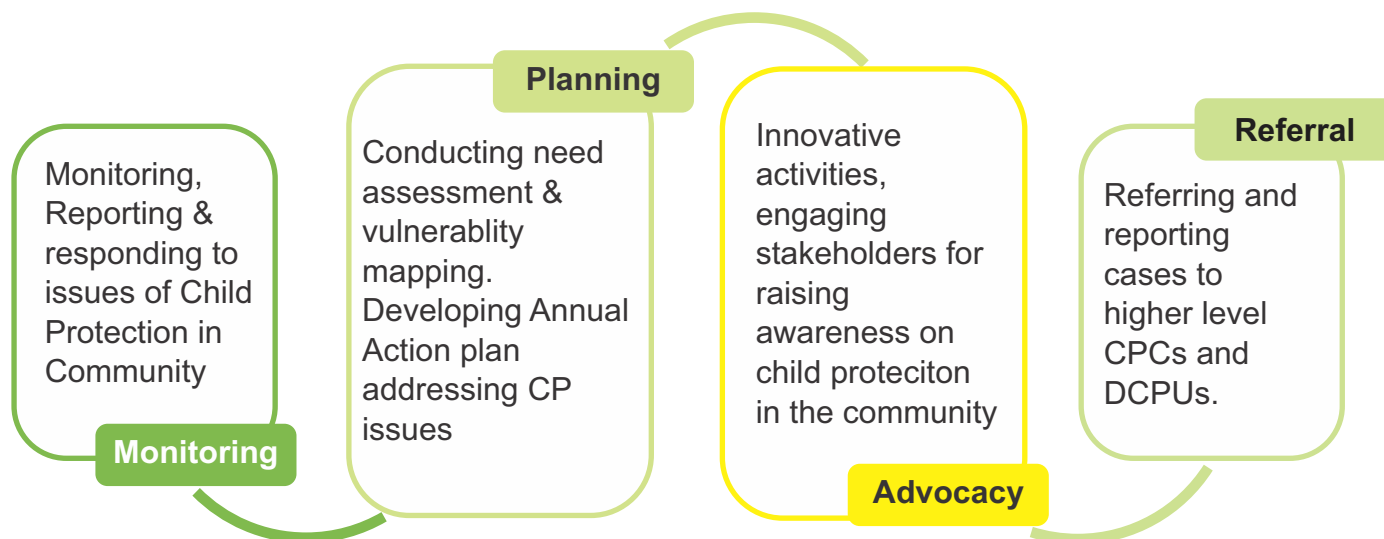 Monitoring,
Reporting &
responding to
issues of Child
Protection in
Community
Monitoring
Planning
Conducting need
assessment &
vulnerablity
mapping.
Developing Annual
Action plan
addressing CP
issues
Innovative
activities,
engaging
stakeholders for
raising
awareness on
child proteciton
in the community
Advocacy
Referral
Referring and
reporting
cases to
higher level
CPCs and
DCPUs.